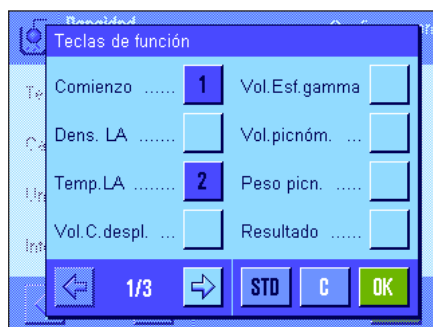 Densidad
Teclas de función
Comienzo ...... 1
Vol.Esf.gamma
Dens. LA .......
Vol.picnóm. ...
Temp.LA ........ 2
Peso picn. .....
Vol.C.despl. ...
Resultado ......
1/3
STD
C
OK